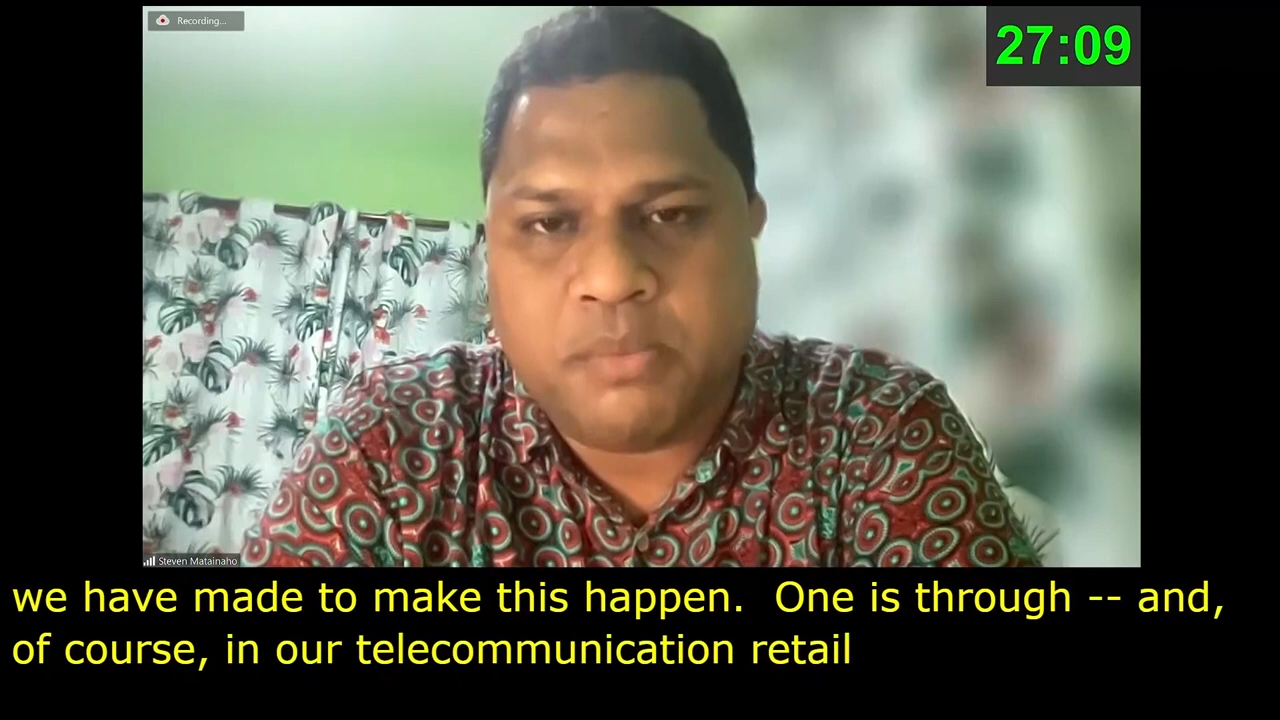 Recording...
27:09
Steven Matainaho
we have made to make this happen.  One is through -- and,
of course, in our telecommunication retail